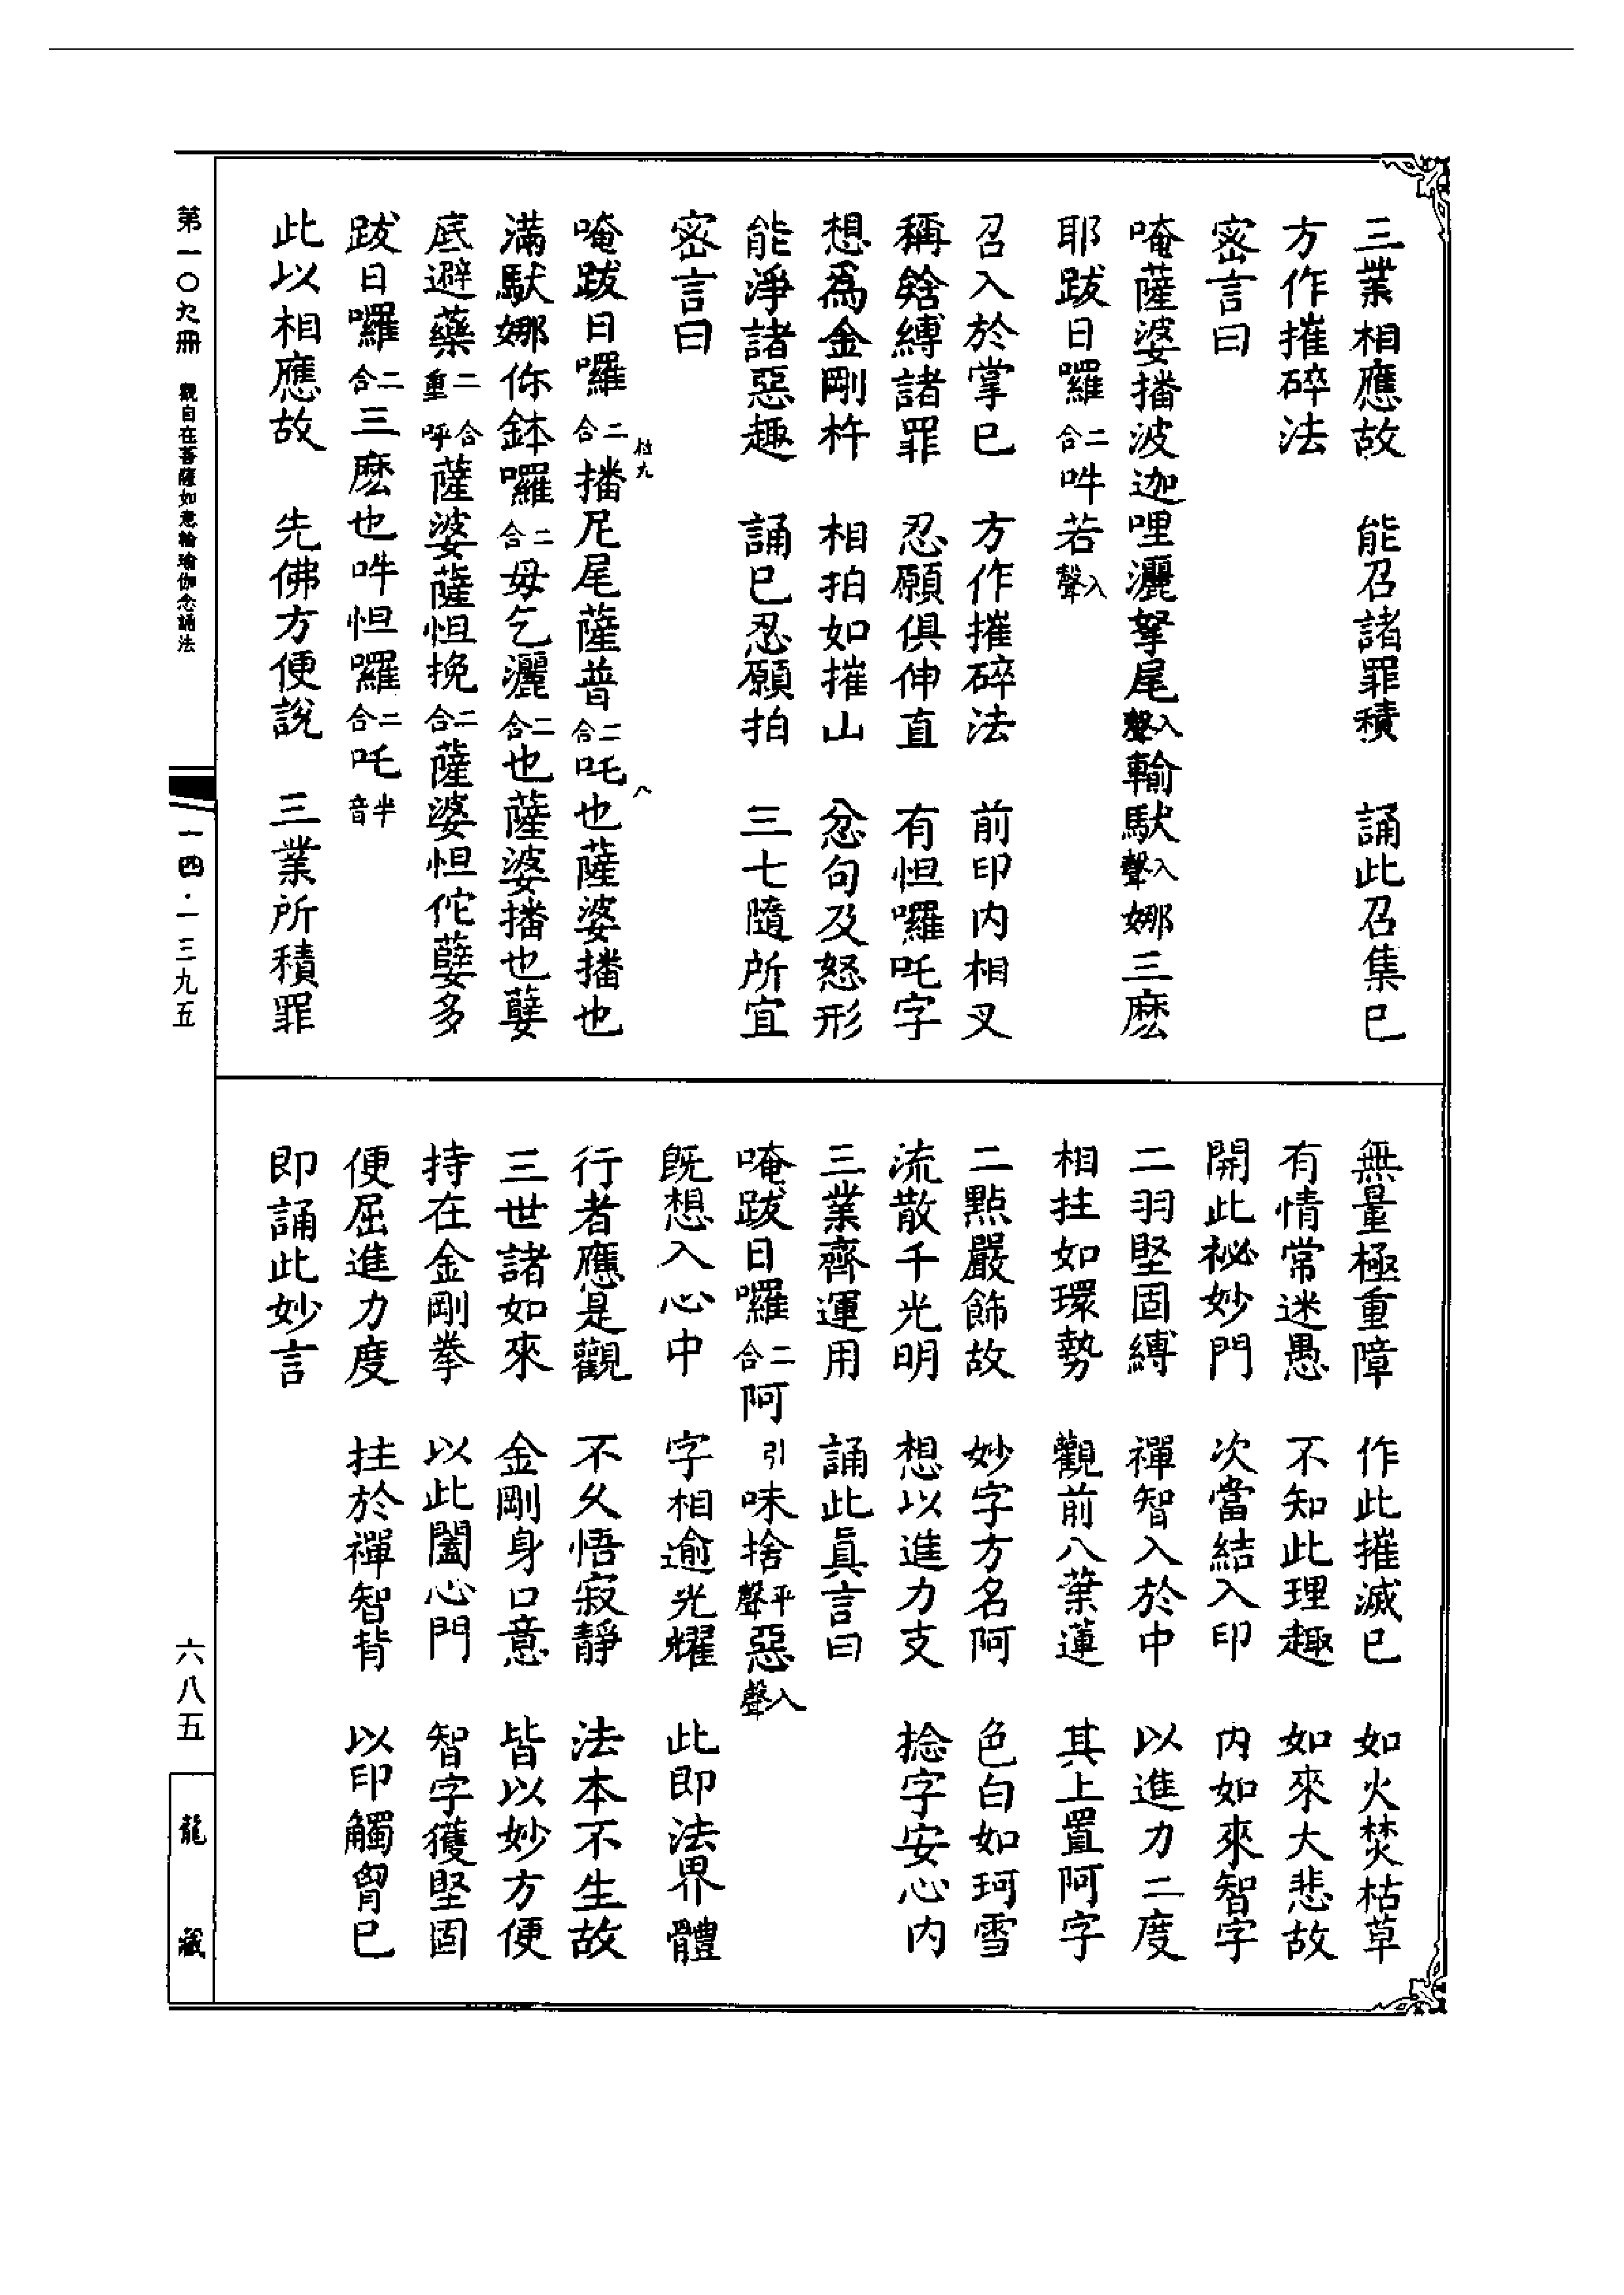 三業相應故　能召諸罪積　誦此召集已
方作摧碎法
密言曰
唵薩婆播波迦哩灑拏尾入聲輸馱入聲娜三麽
耶跋日囉二合吽若入聲
召入於掌已　方作摧碎法　前印内相叉
稱餄縛諸罪　忍願俱伸直　有怛囉吒字
想為金剛杵　相拍如摧山　忿句及怒形
能淨諸惡趣　誦已忍願拍　三七隨所宜
密言曰
唵跋日囉二合播尼尾薩普二合吒也薩婆播也
滿馱娜你鉢囉二合毋乞灑二合也薩婆播也孽
底避藥二合重呼薩婆薩怛挽二合薩婆怛佗孽多
跋日囉二合三麽也吽怛囉二合吒半音
此以相應故　先佛方便說　三業所積罪
無量極重障　作此摧滅已　如火焚枯草
有情常迷愚　不知此理趣　如來大悲故
開此祕妙門　次當結入印　内如來智字
二羽堅固縛　禪智入於中　以進力二度
相拄如環勢　觀前八葉蓮　其上置阿字
二點嚴飾故　妙字方名阿　色白如珂雪
流散千光明　想以進力支　捻字安心内
三業齊運用　誦此真言曰
唵跋日囉二合阿引味捨平聲惡入聲
既想入心中　字相逾光耀　此即法界體
行者應是觀　不久悟寂靜　法本不生故
三世諸如來　金剛身口意　皆以妙方便
持在金剛拳　以此闔心門　智字獲堅固
便屈進力度　拄於禪智背　以印觸胷已
即誦此妙言
第一〇九冊　觀自在菩薩如意輪瑜伽念誦法
一四·一三九五
六八五
龍藏